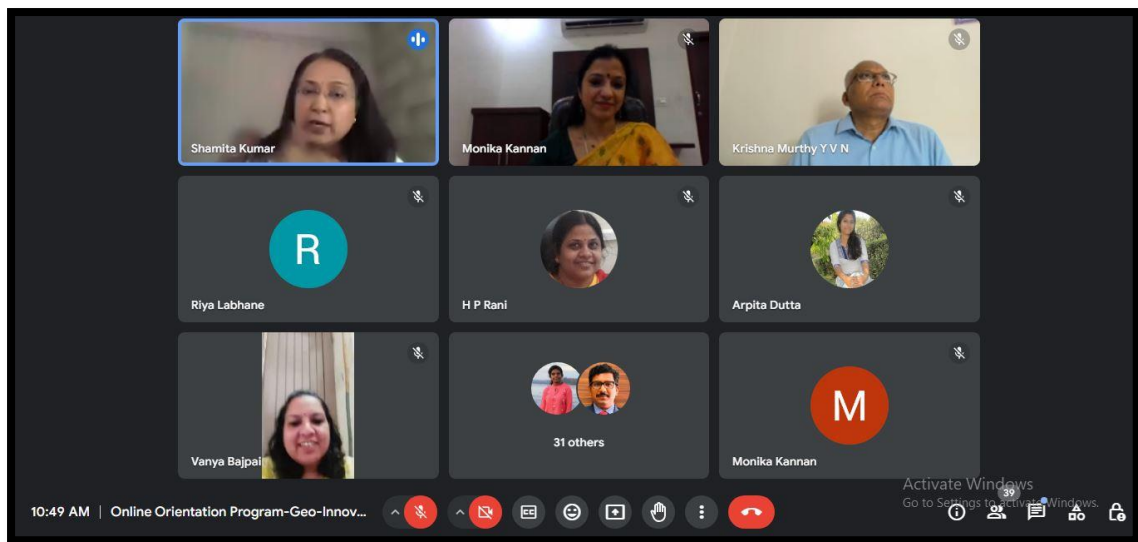 Shamita Kumar
Monika Kannan
Krishna Murthy Y V N
R
Riya Labhane
H P Rani
Arpita Dutta
Vanya Bajpai
31 others
M
Monika Kannan
Activate Windows
Go to Settings to activate Windows.
39
10:49 AM | Online Orientation Program-Geo-Innov...
CC